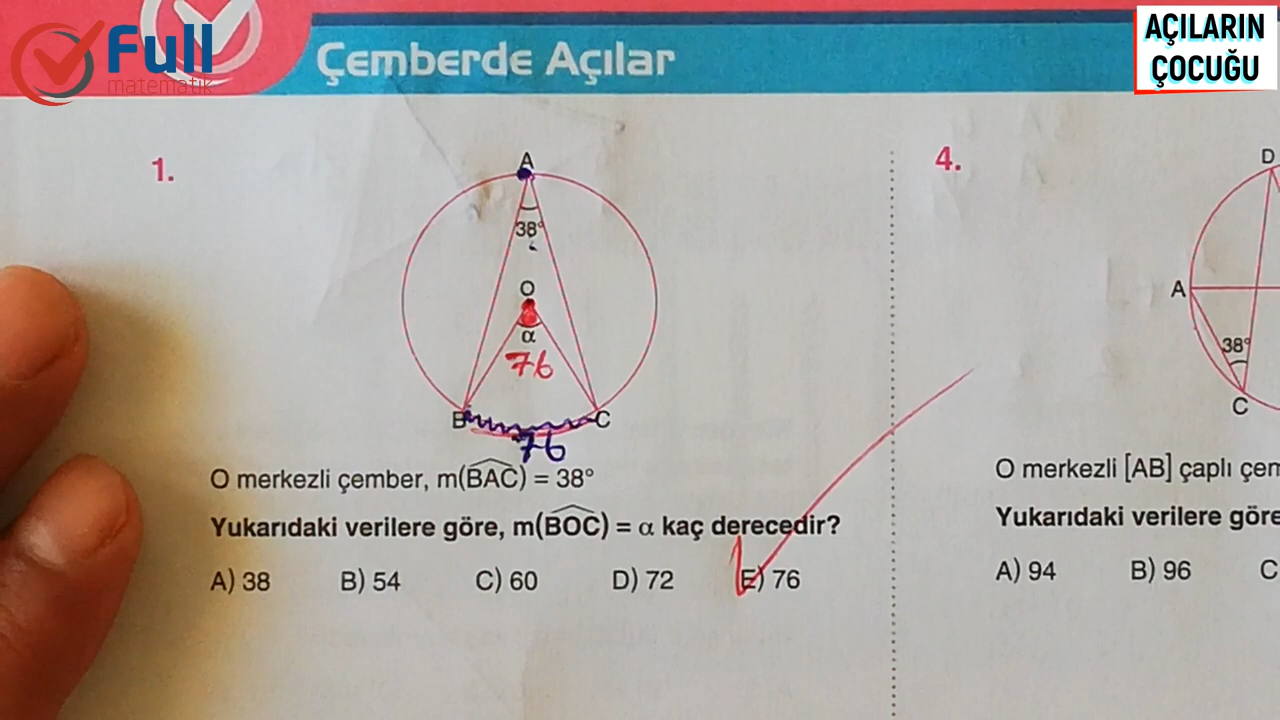 Full
matematik
Çemberde Açılar
AÇILARIN
ÇOCUĞU
1.
A
38°
O
α
76
B
C
76
O merkezli çember, m(BAC) = 38°
Yukarıdaki verilere göre, m(BOC) = α kaç derecedir?
A) 38 B) 54 C) 60 D) 72 E) 76
4.
D
A
38°
C
O merkezli [AB] çaplı çem
Yukarıdaki verilere göre
A) 94 B) 96 C